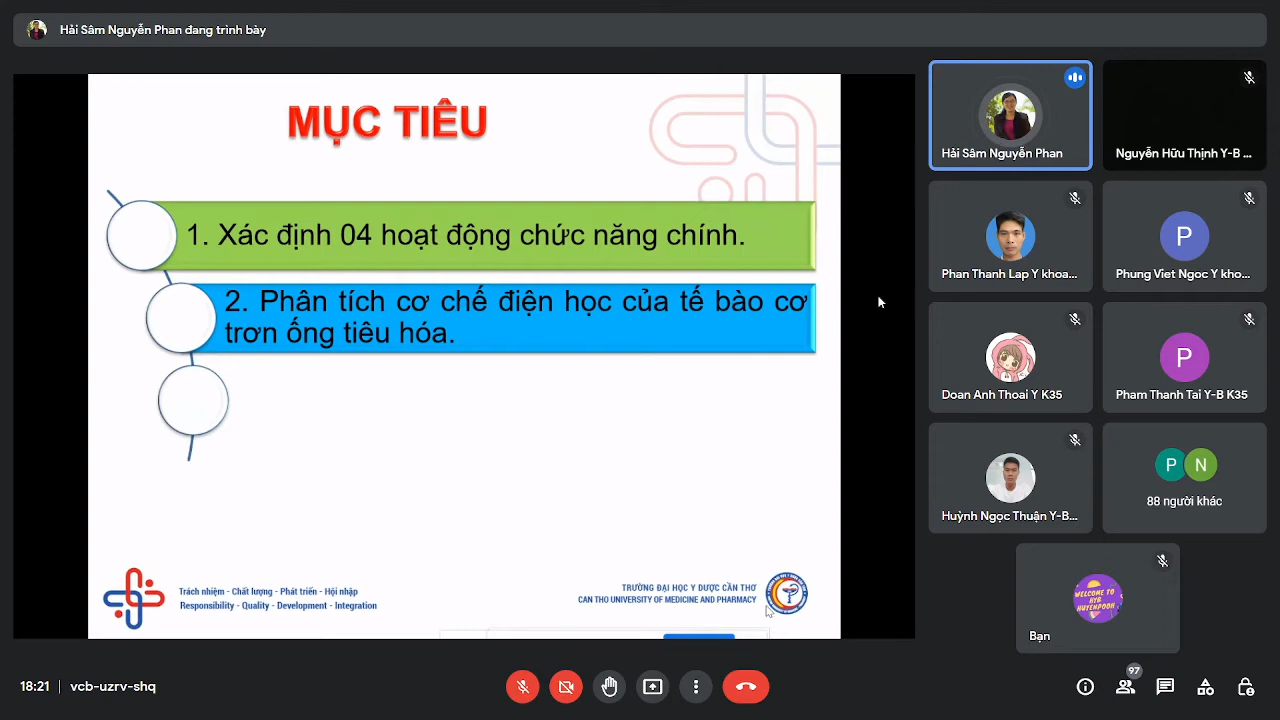 Hải Sâm Nguyễn Phan đang trình bày
MỤC TIÊU
1. Xác định 04 hoạt động chức năng chính.
2. Phân tích cơ chế điện học của tế bào cơ
trơn ống tiêu hóa.
Trách nhiệm - Chất lượng - Phát triển - Hội nhập
Responsibility - Quality - Development - Integration
TRƯỜNG ĐẠI HỌC Y DƯỢC CẦN THƠ
CAN THO UNIVERSITY OF MEDICINE AND PHARMACY
Hải Sâm Nguyễn Phan
Nguyễn Hữu Thịnh Y-B ...
Phan Thanh Lap Y khoa...
P
Phung Viet Ngoc Y kho...
Doan Anh Thoai Y K35
P
Pham Thanh Tai Y-B K35
Huỳnh Ngọc Thuận Y-B...
P N
88 người khác
WELCOME TO
BYB
HUYENPOOH
Bạn
18:21 | vcb-uzrv-shq
97